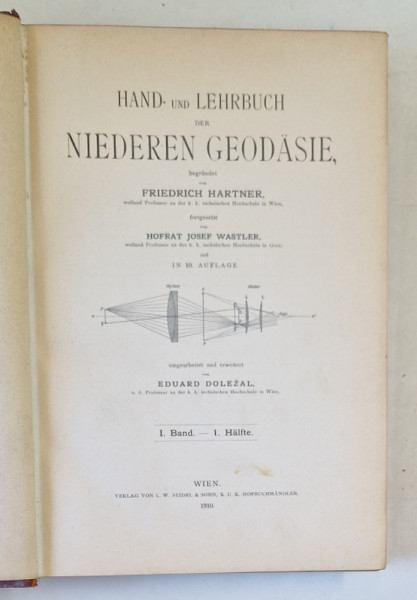 HAND- UND LEHRBUCH
DER
NIEDEREN GEODÄSIE,
begründet
von
FRIEDRICH HARTNER,
weiland Professor an der k. k. technischen Hochschule in Wien,
fortgesetzt
von
HOFRAT JOSEF WASTLER,
weiland Professor an der k. k. technischen Hochschule in Graz,
und
IN 10. AUFLAGE
Objektiv Okular
umgearbeitet und erweitert
von
EDUARD DOLEŽAL,
o. ö. Professor an der k. k. technischen Hochschule in Wien,
I. Band. — 1. Hälfte.
WIEN.
VERLAG VON L. W. SEIDEL & SOHN, K. U. K. HOFBUCHHÄNDLER.
1910.